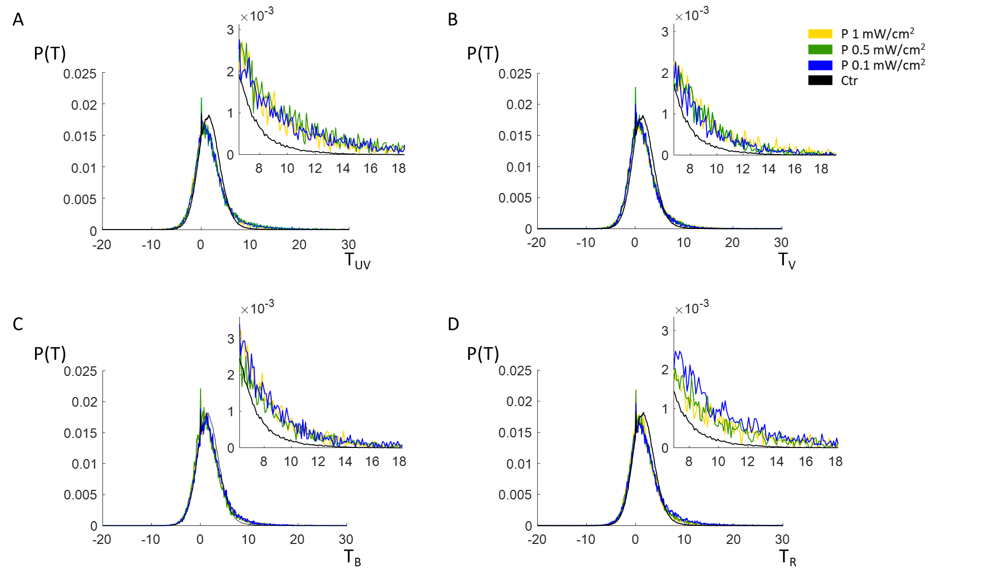 A
P(T)
0.025
0.02
0.015
0.01
0.005
0
-20 -10 0 10 20 30
T_UV
×10^-3
3
2
1
0
8 10 12 14 16 18
B
P(T)
0.025
0.02
0.015
0.01
0.005
0
-20 -10 0 10 20 30
T_V
×10^-3
3
2
1
0
8 10 12 14 16 18
P 1 mW/cm²
P 0.5 mW/cm²
P 0.1 mW/cm²
Ctr
C
P(T)
0.025
0.02
0.015
0.01
0.005
0
-20 -10 0 10 20 30
T_B
×10^-3
3
2
1
0
8 10 12 14 16 18
D
P(T)
0.025
0.02
0.015
0.01
0.005
0
-20 -10 0 10 20 30
T_R
×10^-3
3
2
1
0
8 10 12 14 16 18